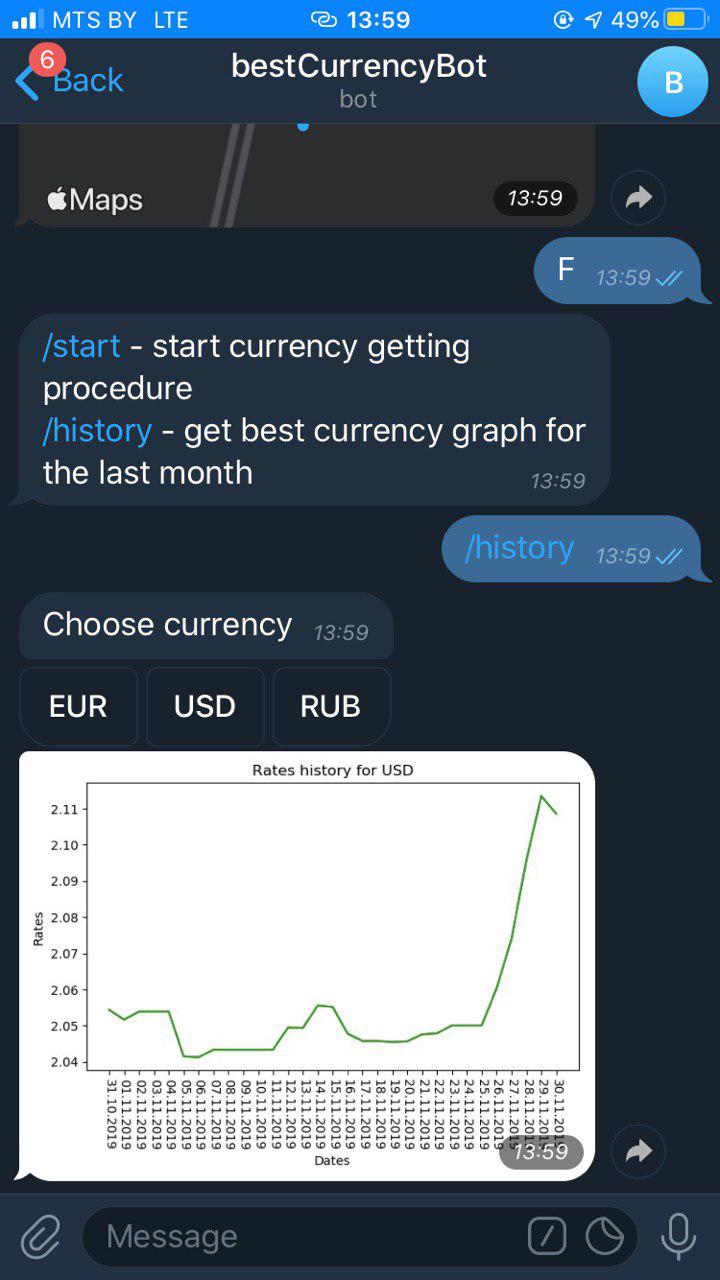 MTS BY LTE 13:59 49%
6
Back
bestCurrencyBot
bot
B
Maps 13:59
F 13:59
/start - start currency getting
procedure
/history - get best currency graph for
the last month 13:59
/history 13:59
Choose currency 13:59
EUR USD RUB
Rates history for USD
2.11
2.10
2.09
2.08
2.07
2.06
2.05
2.04
Rates
31.10.2019
01.11.2019
02.11.2019
03.11.2019
04.11.2019
05.11.2019
06.11.2019
07.11.2019
08.11.2019
09.11.2019
10.11.2019
11.11.2019
12.11.2019
13.11.2019
14.11.2019
15.11.2019
16.11.2019
17.11.2019
18.11.2019
19.11.2019
20.11.2019
21.11.2019
22.11.2019
23.11.2019
24.11.2019
25.11.2019
26.11.2019
27.11.201
28.11.201
29.11.201
30.11.201
Dates
13:59
Message